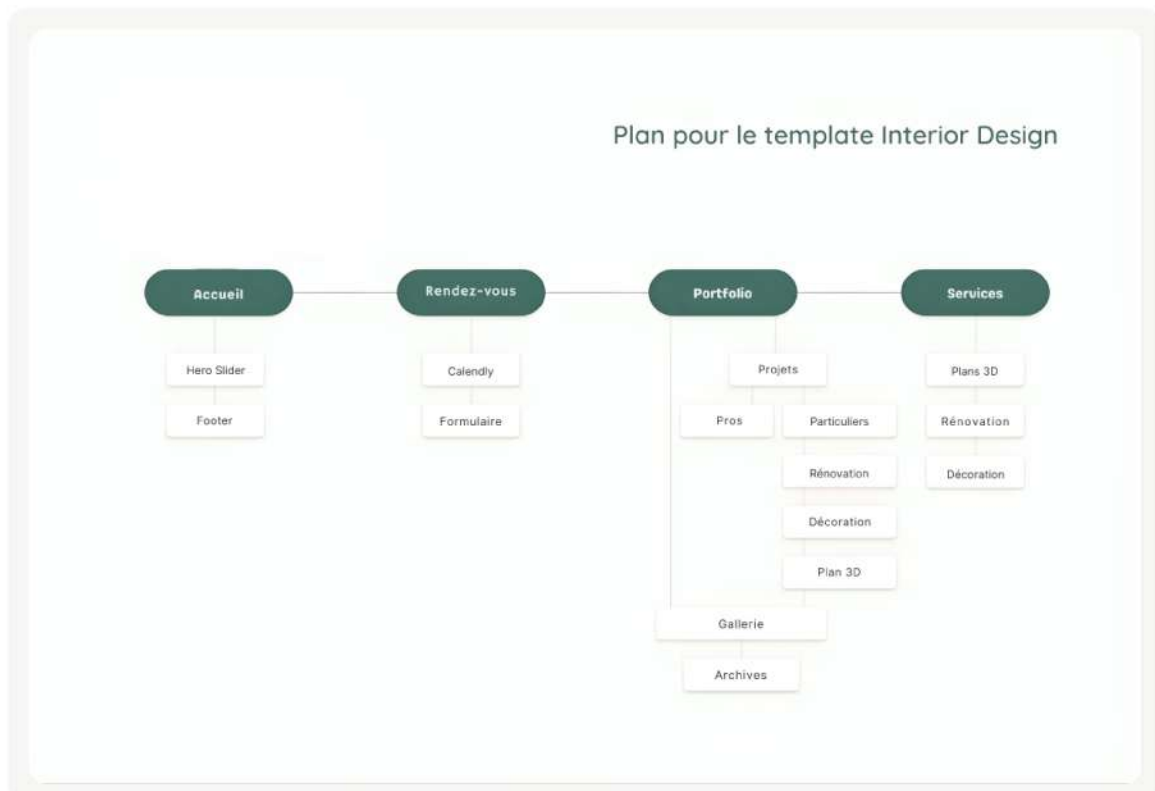 Plan pour le template Interior Design
Accueil
Rendez-vous
Portfolio
Services
Hero Slider
Calendly
Projets
Plans 3D
Footer
Formulaire
Pros
Particuliers
Rénovation
Rénovation
Décoration
Décoration
Plan 3D
Gallerie
Archives